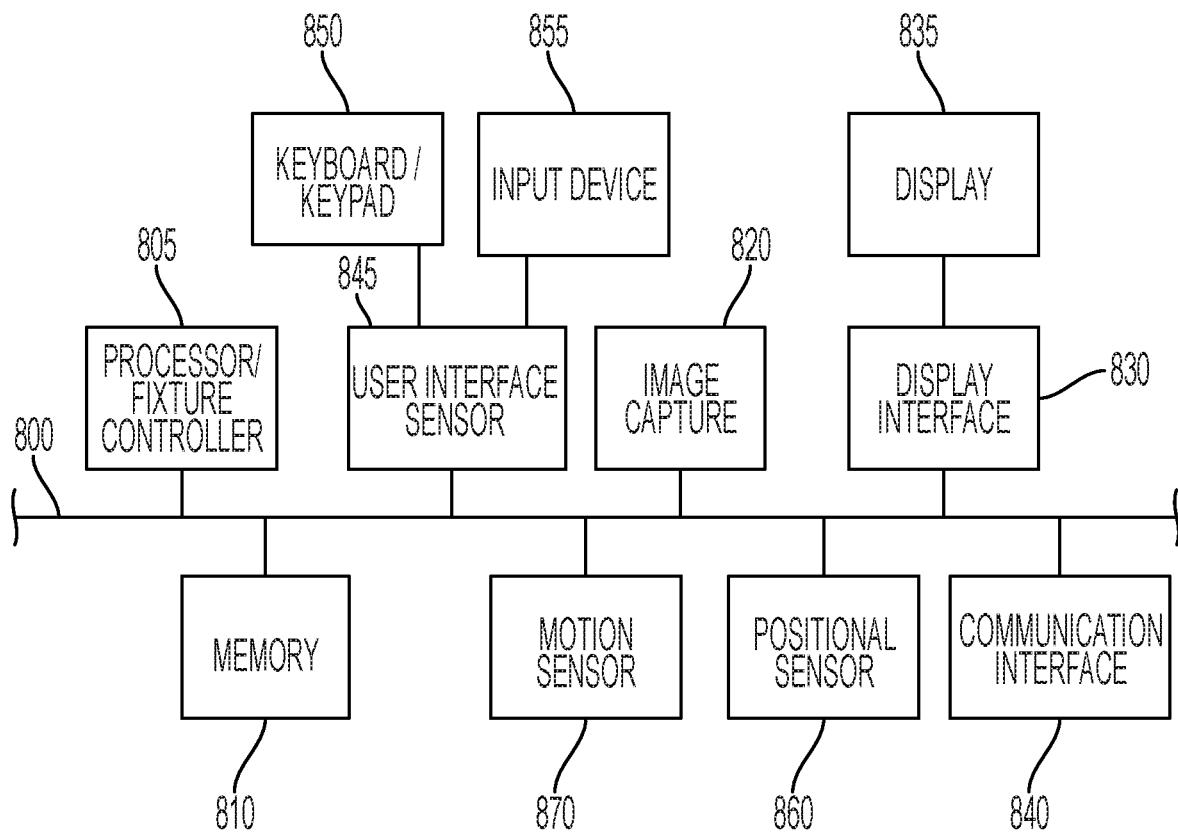 850
855
835
KEYBOARD /
KEYPAD
INPUT DEVICE
DISPLAY
805
845
820
PROCESSOR/
FIXTURE
CONTROLLER
USER INTERFACE
SENSOR
IMAGE
CAPTURE
DISPLAY
INTERFACE
830
800
MEMORY
MOTION
SENSOR
POSITIONAL
SENSOR
COMMUNICATION
INTERFACE
810
870
860
840